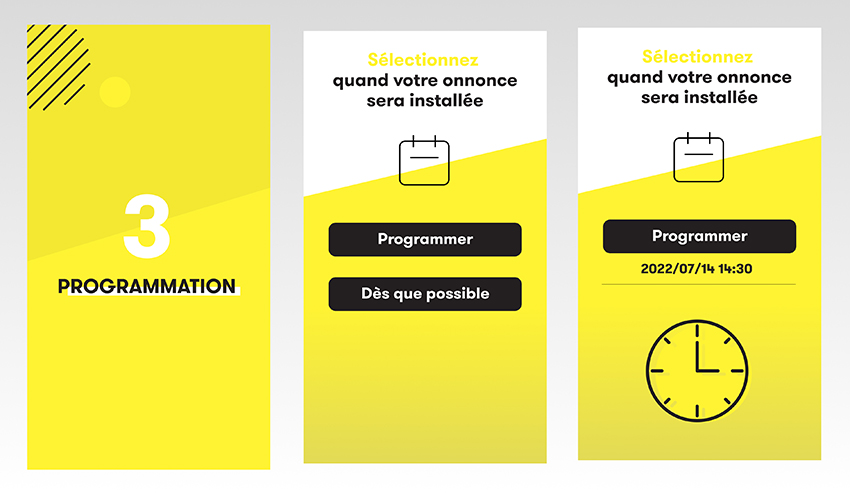 3
PROGRAMMATION
Sélectionnez
quand votre onnonce
sera installée
Programmer
Dès que possible
Sélectionnez
quand votre onnonce
sera installée
Programmer
2022/07/14 14:30